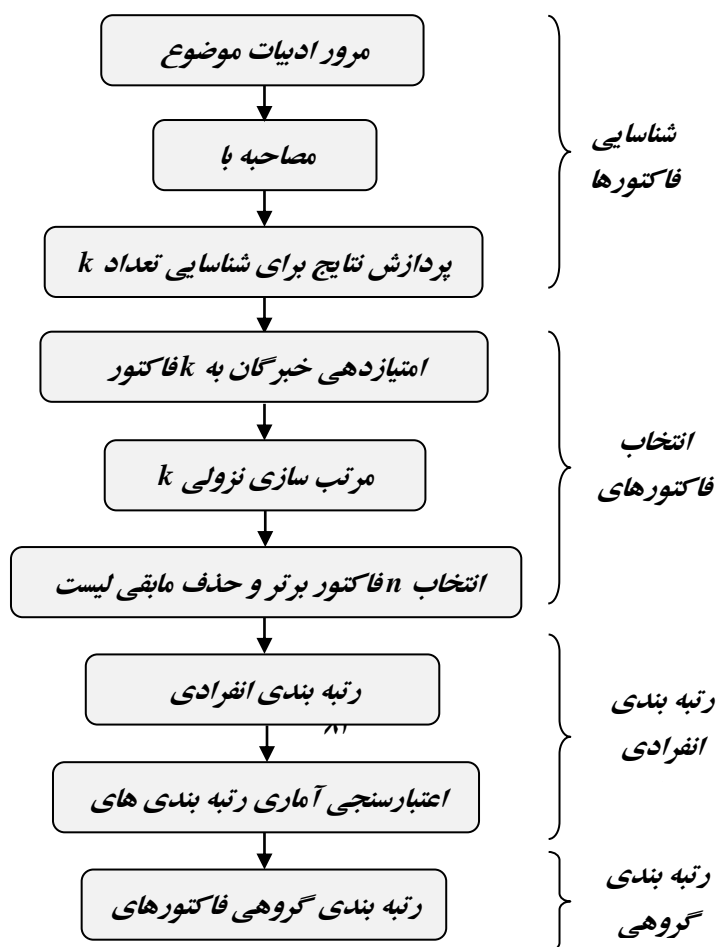 مرور ادبیات موضوع
مصاحبه با
پردازش نتایج برای شناسایی تعداد k
شناسایی
فاکتورها
امتیازدهی خبرگان به k فاکتور
مرتب سازی نزولی k
انتخاب n فاکتور برتر و حذف مابقی لیست
انتخاب
فاکتورهای
رتبه بندی انفرادی
اعتبارسنجی آماری رتبه بندی های
رتبه بندی
انفرادی
رتبه بندی گروهی فاکتورهای
رتبه بندی
گروهی